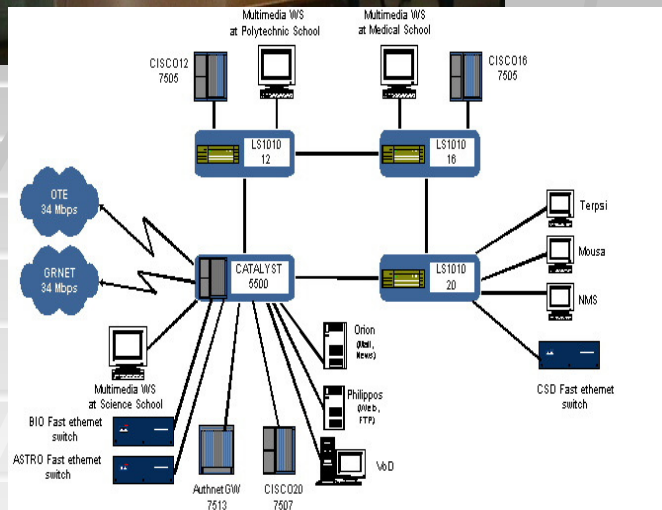 Multimedia WS
at Polytechnic School
Multimedia WS
at Medical School
CISCO12
7505
CISCO16
7505
LS1010
12
LS1010
16
OTE
34 Mbps
GRNET
34 Mbps
CATALYST
5500
LS1010
20
Terpsi
Mousa
NMS
CSD Fast ethernet
switch
Multimedia WS
at Science School
Orion
(Mail,
News)
Philippos
(Web,
FTP)
VoD
BIO Fast ethernet
switch
ASTRO Fast ethernet
switch
AuthnetGW
7513
CISCO20
7507